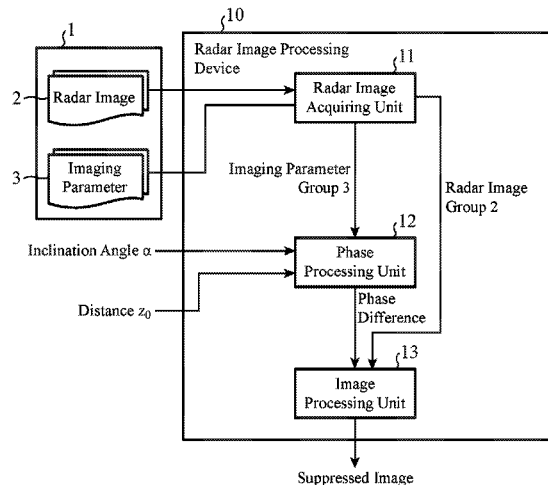 1
10
Radar Image Processing
Device
11
2
Radar Image
Radar Image
Acquiring Unit
3
Imaging
Parameter
Imaging Parameter
Group 3
Radar Image
Group 2
12
Inclination Angle α
Phase
Processing Unit
Distance z₀
Phase
Difference
13
Image
Processing Unit
Suppressed Image